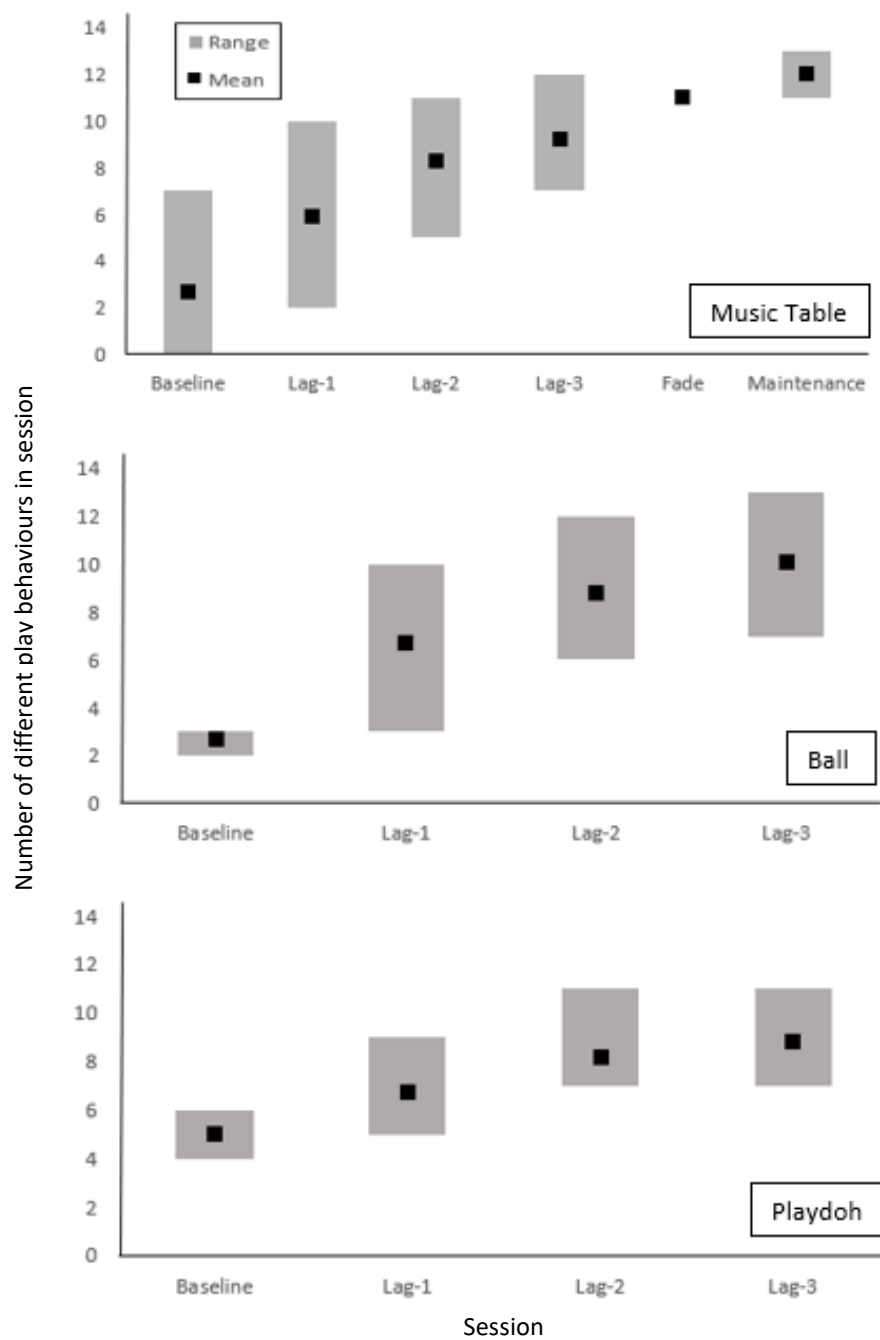 14
Range
Mean
12
10
8
6
4
2
0
Music Table
Baseline Lag-1 Lag-2 Lag-3 Fade Maintenance
Number of different play behaviours in session
14
12
10
8
6
4
2
0
Ball
Baseline Lag-1 Lag-2 Lag-3
14
12
10
8
6
4
2
0
Playdoh
Baseline Lag-1 Lag-2 Lag-3
Session